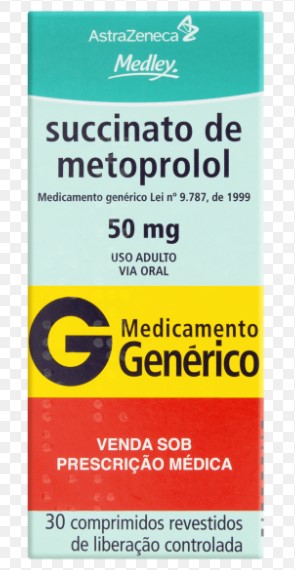 AstraZeneca
Medley.
succinato de
metoprolol
Medicamento genérico Lei nº 9.787, de 1999
50 mg
USO ADULTO
VIA ORAL
G Medicamento
Genérico
VENDA SOB
PRESCRIÇÃO MÉDICA
30 comprimidos revestidos
de liberação controlada